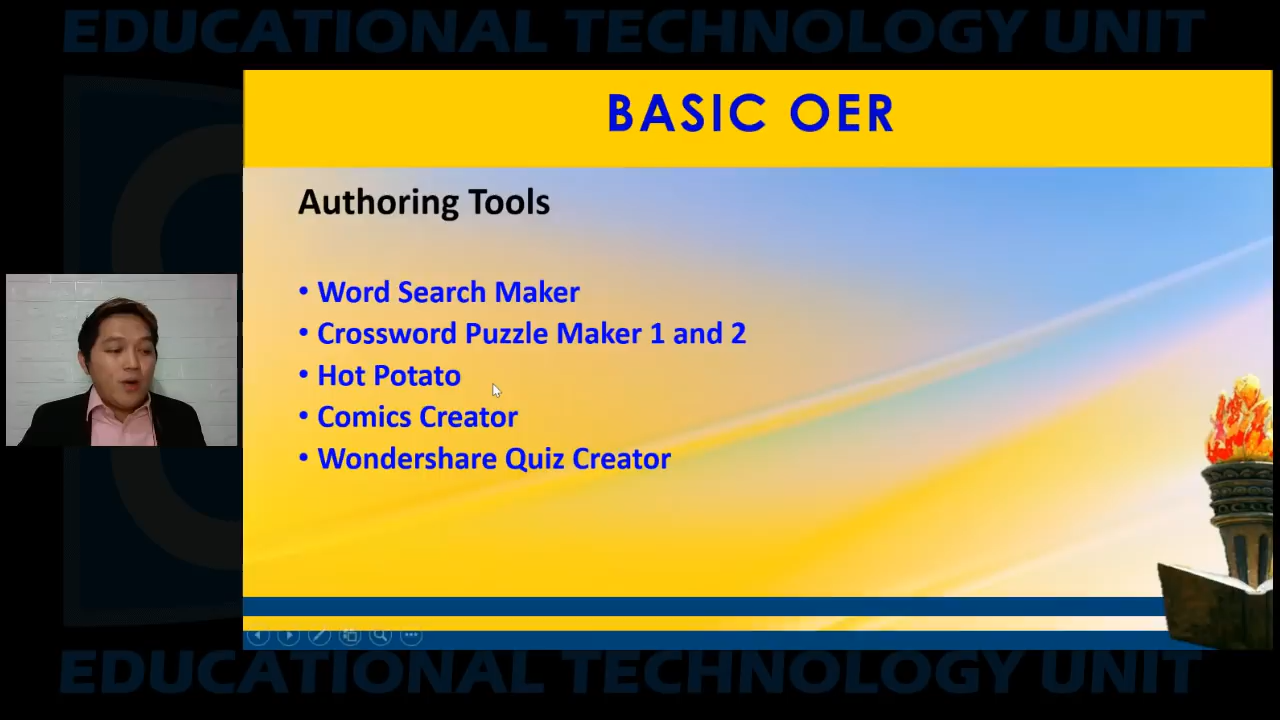 EDUCATIONAL TECHNOLOGY UNIT
BASIC OER
Authoring Tools
• Word Search Maker
• Crossword Puzzle Maker 1 and 2
• Hot Potato
• Comics Creator
• Wondershare Quiz Creator
EDUCATIONAL TECHNOLOGY UNIT